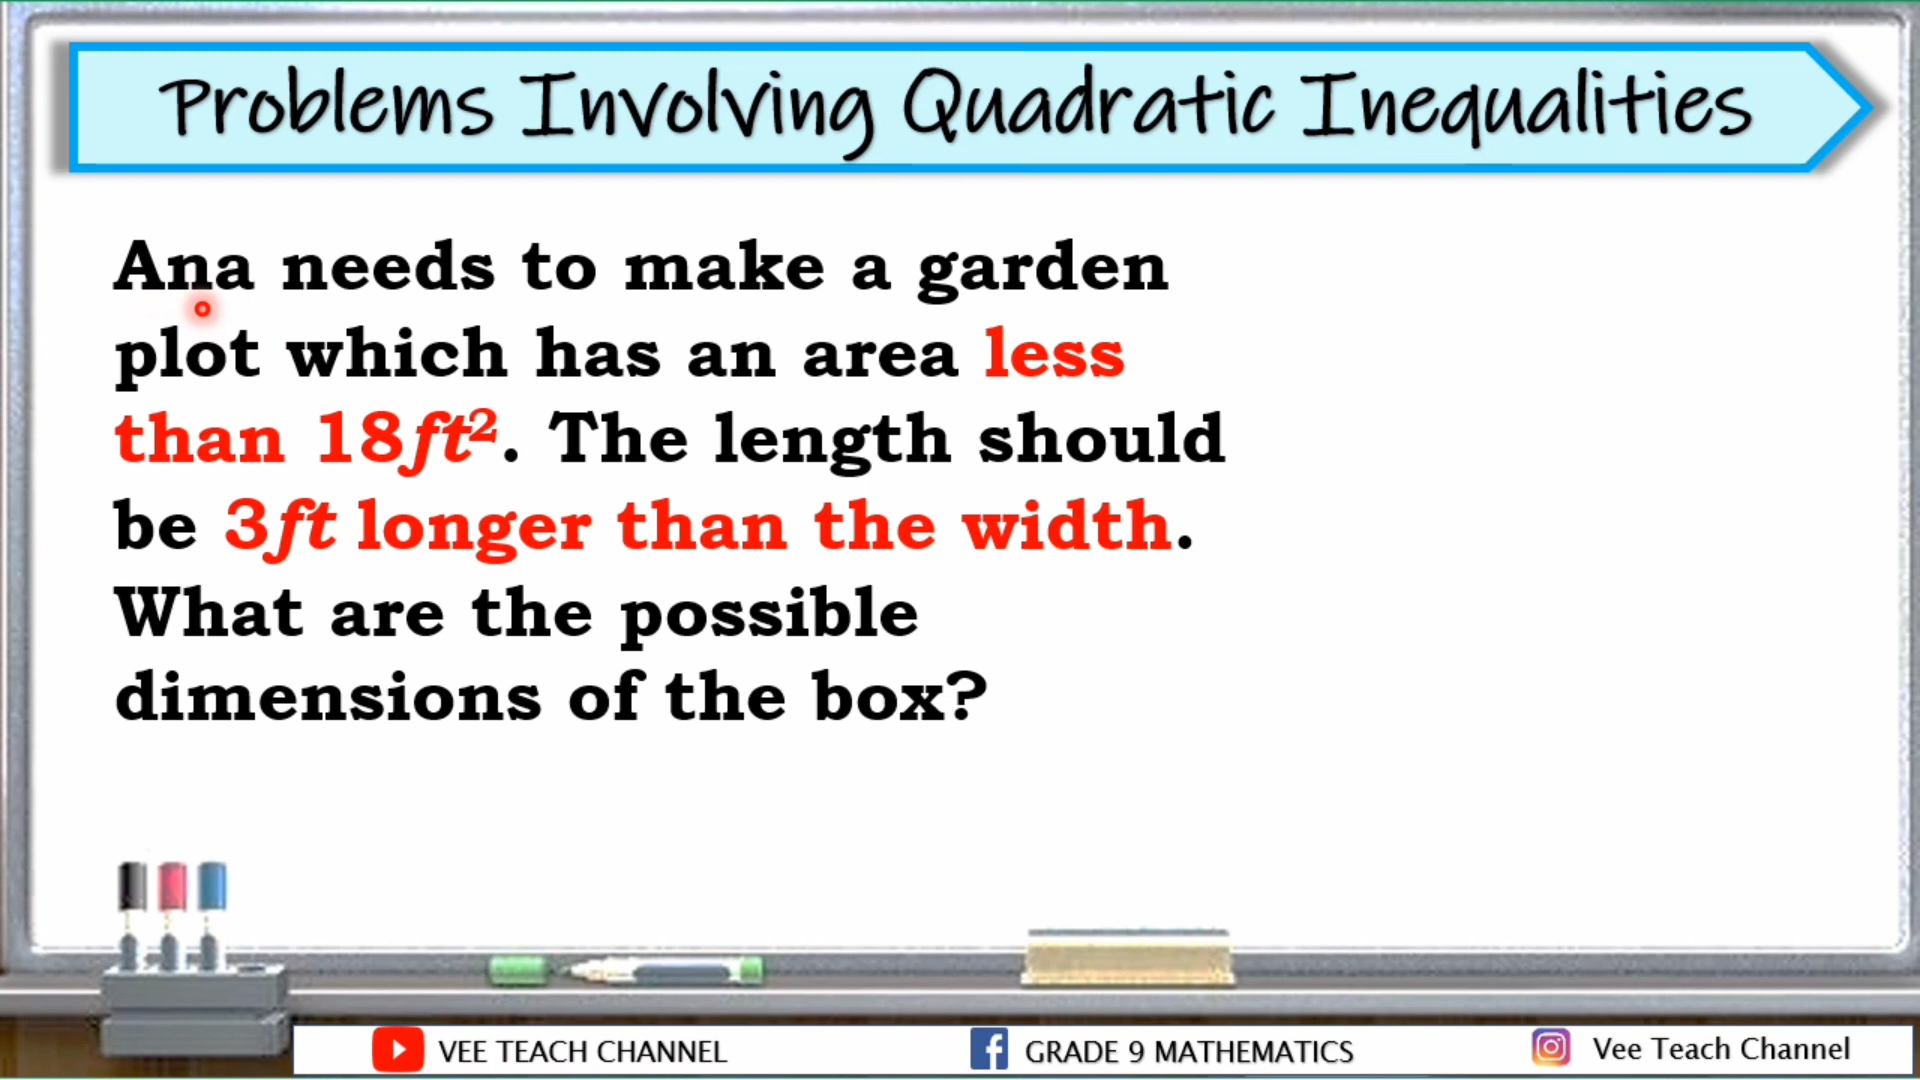 Problems Involving Quadratic Inequalities
Ana needs to make a garden
plot which has an area less
than 18ft². The length should
be 3ft longer than the width.
What are the possible
dimensions of the box?
VEE TEACH CHANNEL
GRADE 9 MATHEMATICS
Vee Teach Channel